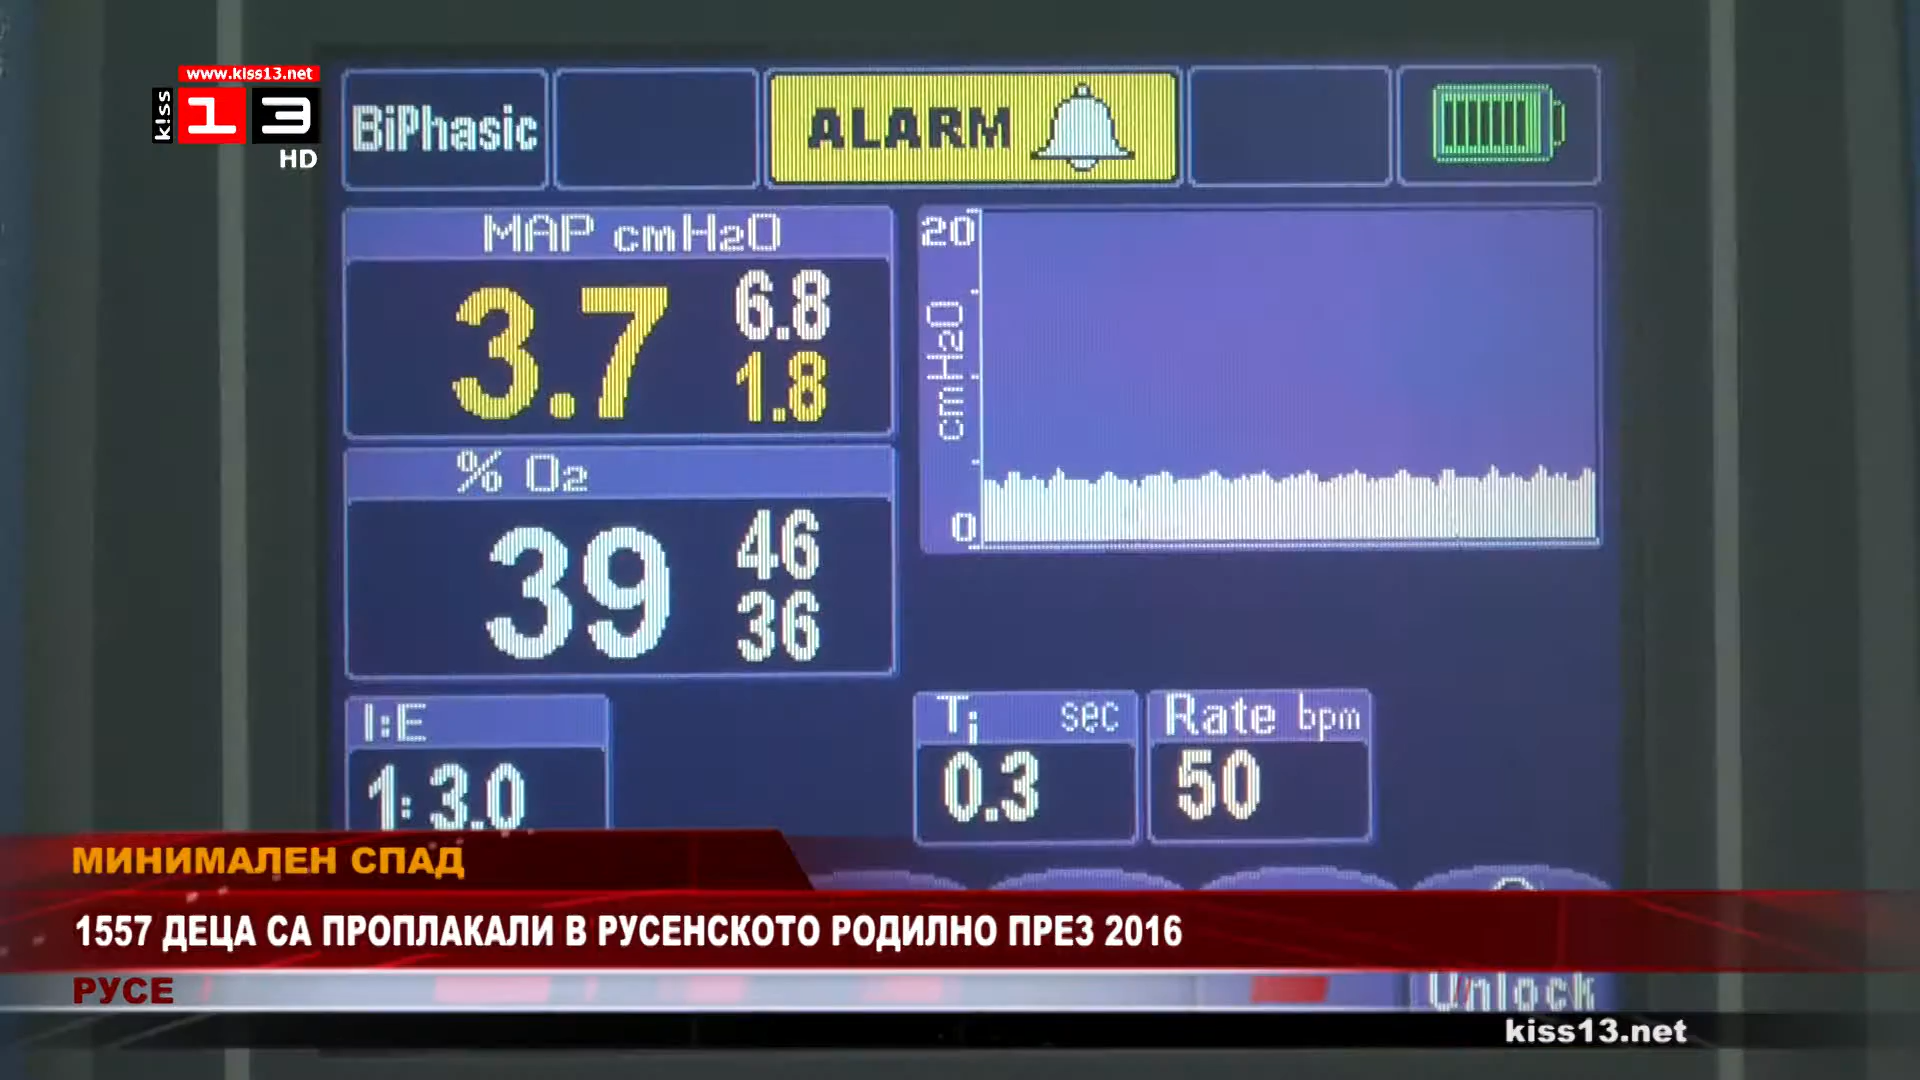 www.kiss13.net
kiss 13
HD
BiPhasic
ALARM
MAP cmH2O
3.7
6.8
1.8
20
cmH2O
0
% O2
39
46
36
I:E
1: 3.0
Ti sec
0.3
Rate bpm
50
МИНИМАЛЕН СПАД
1557 ДЕЦА СА ПРОПЛАКАЛИ В РУСЕНСКОТО РОДИЛНО ПРЕЗ 2016
РУСЕ
Unlock
kiss13.net